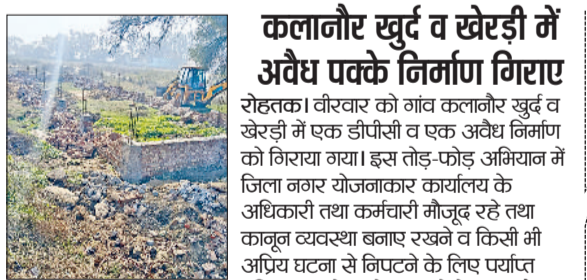 कलानौर खुर्द व खेरड़ी में
अवैध पक्के निर्माण गिराए
रोहतक। वीरवार को गांव कलानौर खुर्द व
खेरड़ी में एक डीपीसी व एक अवैध निर्माण
को गिराया गया। इस तोड़-फोड़ अभियान में
जिला नगर योजनाकार कार्यालय के
अधिकारी तथा कर्मचारी मौजूद रहे तथा
कानून व्यवस्था बनाए रखने व किसी भी
अप्रिय घटना से निपटने के लिए पर्याप्त